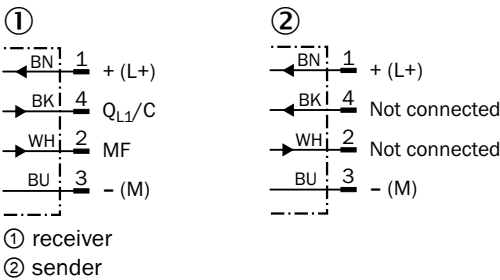 ①
BN 1 + (L+)
BK 4 Q_L1/C
WH 2 MF
BU 3 – (M)
②
BN 1 + (L+)
BK 4 Not connected
WH 2 Not connected
BU 3 – (M)
① receiver
② sender